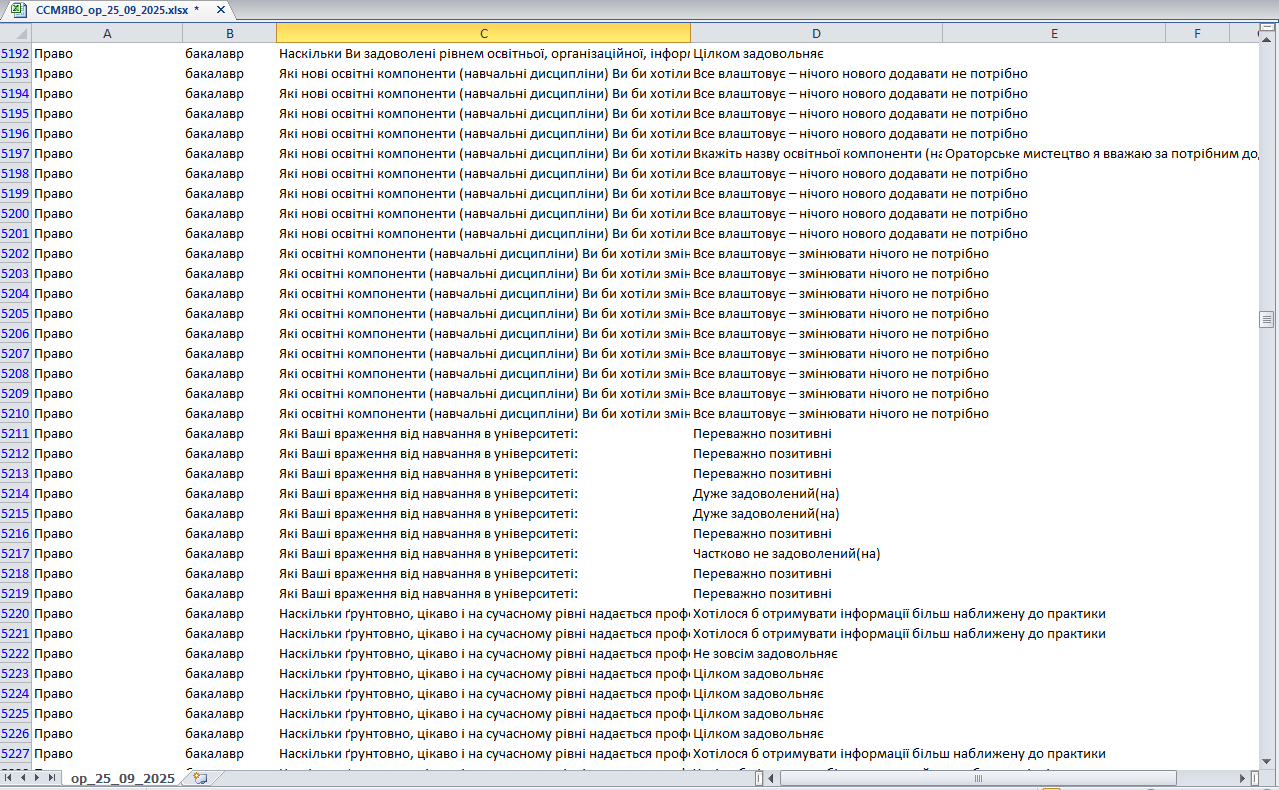 ССМЯВО_op_25_09_2025.xlsx *
A B C D E F
5192 Право бакалавр Наскільки Ви задоволені рівнем освітньої, організаційної, інфор Цілком задовольняє
5193 Право бакалавр Які нові освітні компоненти (навчальні дисципліни) Ви би хотіли Все влаштовує – нічого нового додавати не потрібно
5194 Право бакалавр Які нові освітні компоненти (навчальні дисципліни) Ви би хотіли Все влаштовує – нічого нового додавати не потрібно
5195 Право бакалавр Які нові освітні компоненти (навчальні дисципліни) Ви би хотіли Все влаштовує – нічого нового додавати не потрібно
5196 Право бакалавр Які нові освітні компоненти (навчальні дисципліни) Ви би хотіли Все влаштовує – нічого нового додавати не потрібно
5197 Право бакалавр Які нові освітні компоненти (навчальні дисципліни) Ви би хотіли Вкажіть назву освітньої компоненти (на Ораторське мистецтво я вважаю за потрібним до
5198 Право бакалавр Які нові освітні компоненти (навчальні дисципліни) Ви би хотіли Все влаштовує – нічого нового додавати не потрібно
5199 Право бакалавр Які нові освітні компоненти (навчальні дисципліни) Ви би хотіли Все влаштовує – нічого нового додавати не потрібно
5200 Право бакалавр Які нові освітні компоненти (навчальні дисципліни) Ви би хотіли Все влаштовує – нічого нового додавати не потрібно
5201 Право бакалавр Які нові освітні компоненти (навчальні дисципліни) Ви би хотіли Все влаштовує – нічого нового додавати не потрібно
5202 Право бакалавр Які освітні компоненти (навчальні дисципліни) Ви би хотіли змін Все влаштовує – змінювати нічого не потрібно
5203 Право бакалавр Які освітні компоненти (навчальні дисципліни) Ви би хотіли змін Все влаштовує – змінювати нічого не потрібно
5204 Право бакалавр Які освітні компоненти (навчальні дисципліни) Ви би хотіли змін Все влаштовує – змінювати нічого не потрібно
5205 Право бакалавр Які освітні компоненти (навчальні дисципліни) Ви би хотіли змін Все влаштовує – змінювати нічого не потрібно
5206 Право бакалавр Які освітні компоненти (навчальні дисципліни) Ви би хотіли змін Все влаштовує – змінювати нічого не потрібно
5207 Право бакалавр Які освітні компоненти (навчальні дисципліни) Ви би хотіли змін Все влаштовує – змінювати нічого не потрібно
5208 Право бакалавр Які освітні компоненти (навчальні дисципліни) Ви би хотіли змін Все влаштовує – змінювати нічого не потрібно
5209 Право бакалавр Які освітні компоненти (навчальні дисципліни) Ви би хотіли змін Все влаштовує – змінювати нічого не потрібно
5210 Право бакалавр Які освітні компоненти (навчальні дисципліни) Ви би хотіли змін Все влаштовує – змінювати нічого не потрібно
5211 Право бакалавр Які Ваші враження від навчання в університеті: Переважно позитивні
5212 Право бакалавр Які Ваші враження від навчання в університеті: Переважно позитивні
5213 Право бакалавр Які Ваші враження від навчання в університеті: Переважно позитивні
5214 Право бакалавр Які Ваші враження від навчання в університеті: Дуже задоволений(на)
5215 Право бакалавр Які Ваші враження від навчання в університеті: Дуже задоволений(на)
5216 Право бакалавр Які Ваші враження від навчання в університеті: Переважно позитивні
5217 Право бакалавр Які Ваші враження від навчання в університеті: Частково не задоволений(на)
5218 Право бакалавр Які Ваші враження від навчання в університеті: Переважно позитивні
5219 Право бакалавр Які Ваші враження від навчання в університеті: Переважно позитивні
5220 Право бакалавр Наскільки ґрунтовно, цікаво і на сучасному рівні надається проф Хотілося б отримувати інформації більш наближену до практики
5221 Право бакалавр Наскільки ґрунтовно, цікаво і на сучасному рівні надається проф Хотілося б отримувати інформації більш наближену до практики
5222 Право бакалавр Наскільки ґрунтовно, цікаво і на сучасному рівні надається проф Не зовсім задовольняє
5223 Право бакалавр Наскільки ґрунтовно, цікаво і на сучасному рівні надається проф Цілком задовольняє
5224 Право бакалавр Наскільки ґрунтовно, цікаво і на сучасному рівні надається проф Цілком задовольняє
5225 Право бакалавр Наскільки ґрунтовно, цікаво і на сучасному рівні надається проф Цілком задовольняє
5226 Право бакалавр Наскільки ґрунтовно, цікаво і на сучасному рівні надається проф Цілком задовольняє
5227 Право бакалавр Наскільки ґрунтовно, цікаво і на сучасному рівні надається проф Хотілося б отримувати інформації більш наближену до практики
op_25_09_2025